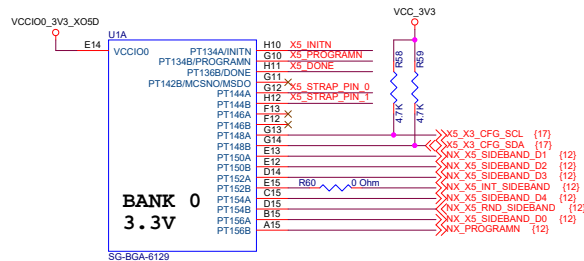 VCCIO0_3V3_XO5D
VCC_3V3
U1A
E14 VCCIO0
PT134A/INITN H10 X5_INITN
PT134B/PROGRAMN G10 X5_PROGRAMN
PT136B/DONE H11 X5_DONE
PT142B/MCSNO/MSDO G11
PT144A G12 X5_STRAP_PIN_0
PT144B H12 X5_STRAP_PIN_1
PT146A F13
PT146B F12
PT148A G13 X5_X3_CFG_SCL {17}
PT148B G14 X5_X3_CFG_SDA {17}
PT150A E13 NX_X5_SIDEBAND_D1 {12}
PT150B E12 NX_X5_SIDEBAND_D2 {12}
PT152A D14 NX_X5_SIDEBAND_D3 {12}
PT152B E15 R60 0 Ohm NX_X5_INT_SIDEBAND {12}
PT154A C15 NX_X5_SIDEBAND_D4 {12}
PT154B D15 NX_X5_RND_SIDEBAND {12}
PT156A B15 NX_X5_SIDEBAND_D0 {12}
PT156B A15 NX_PROGRAMN {12}
R58 4.7K
R59 4.7K
BANK 0
3.3V
SG-BGA-6129